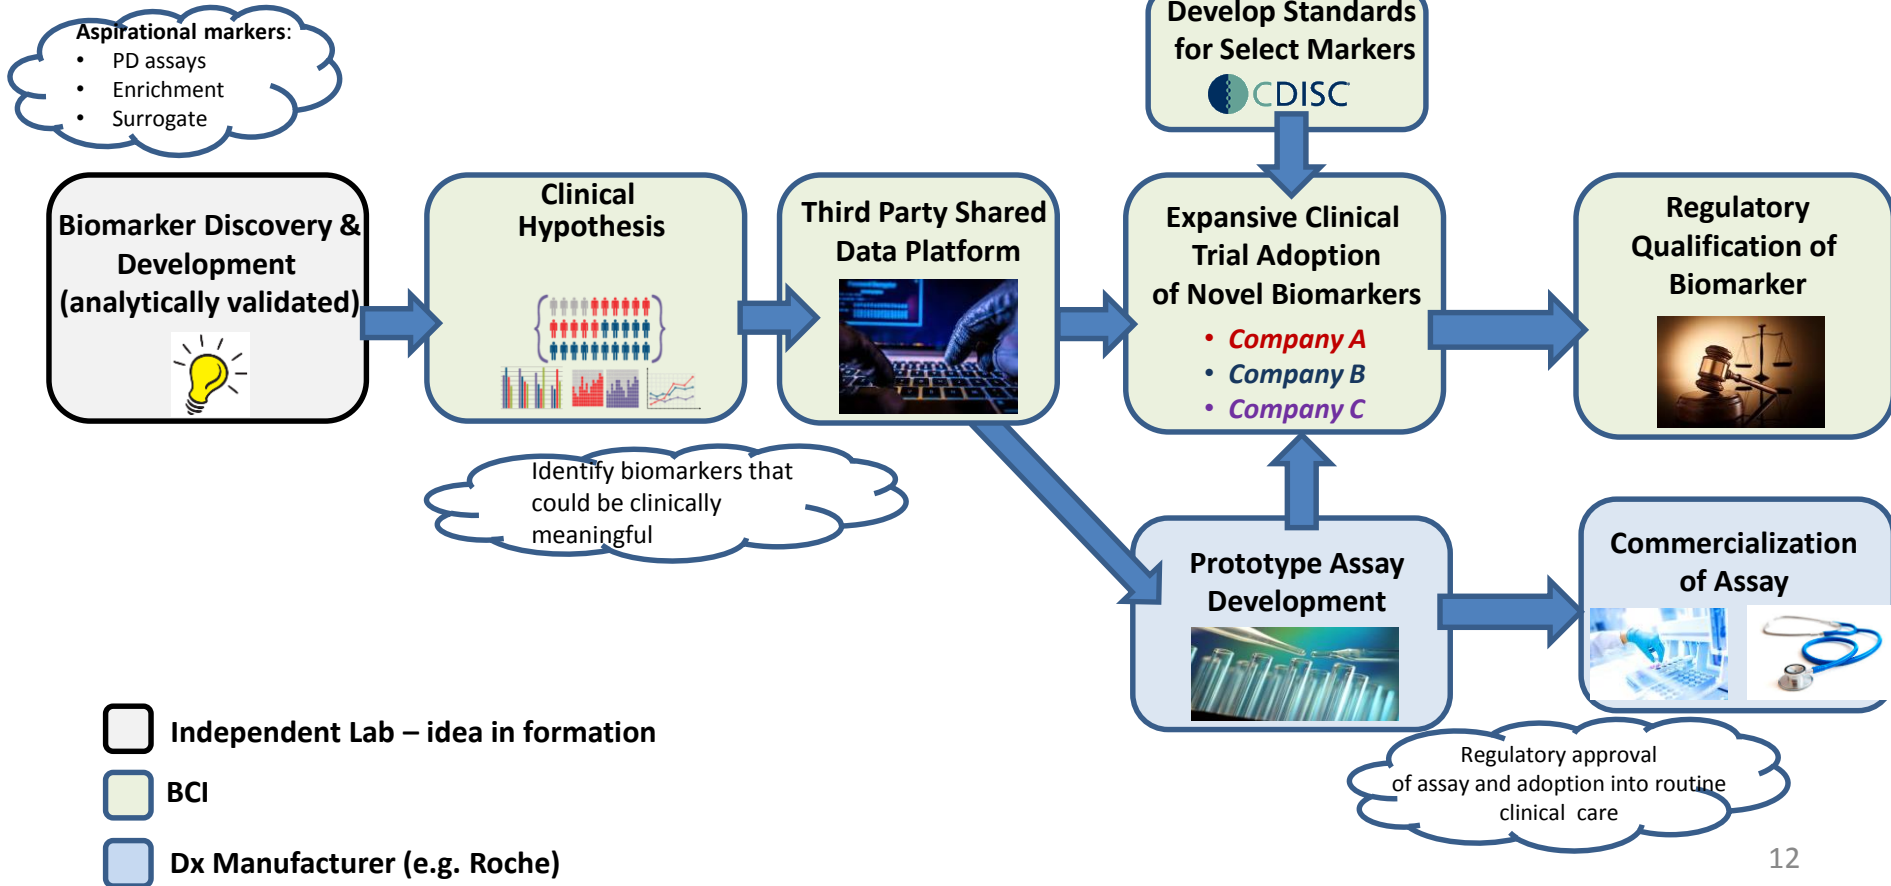 Aspirational markers:
• PD assays
• Enrichment
• Surrogate
Develop Standards
for Select Markers
CDISC
Biomarker Discovery &
Development
(analytically validated)
Clinical
Hypothesis
Third Party Shared
Data Platform
Expansive Clinical
Trial Adoption
of Novel Biomarkers
• Company A
• Company B
• Company C
Regulatory
Qualification of
Biomarker
Identify biomarkers that
could be clinically
meaningful
Prototype Assay
Development
Commercialization
of Assay
Regulatory approval
of assay and adoption into routine
clinical care
Independent Lab – idea in formation
BCI
Dx Manufacturer (e.g. Roche)
12